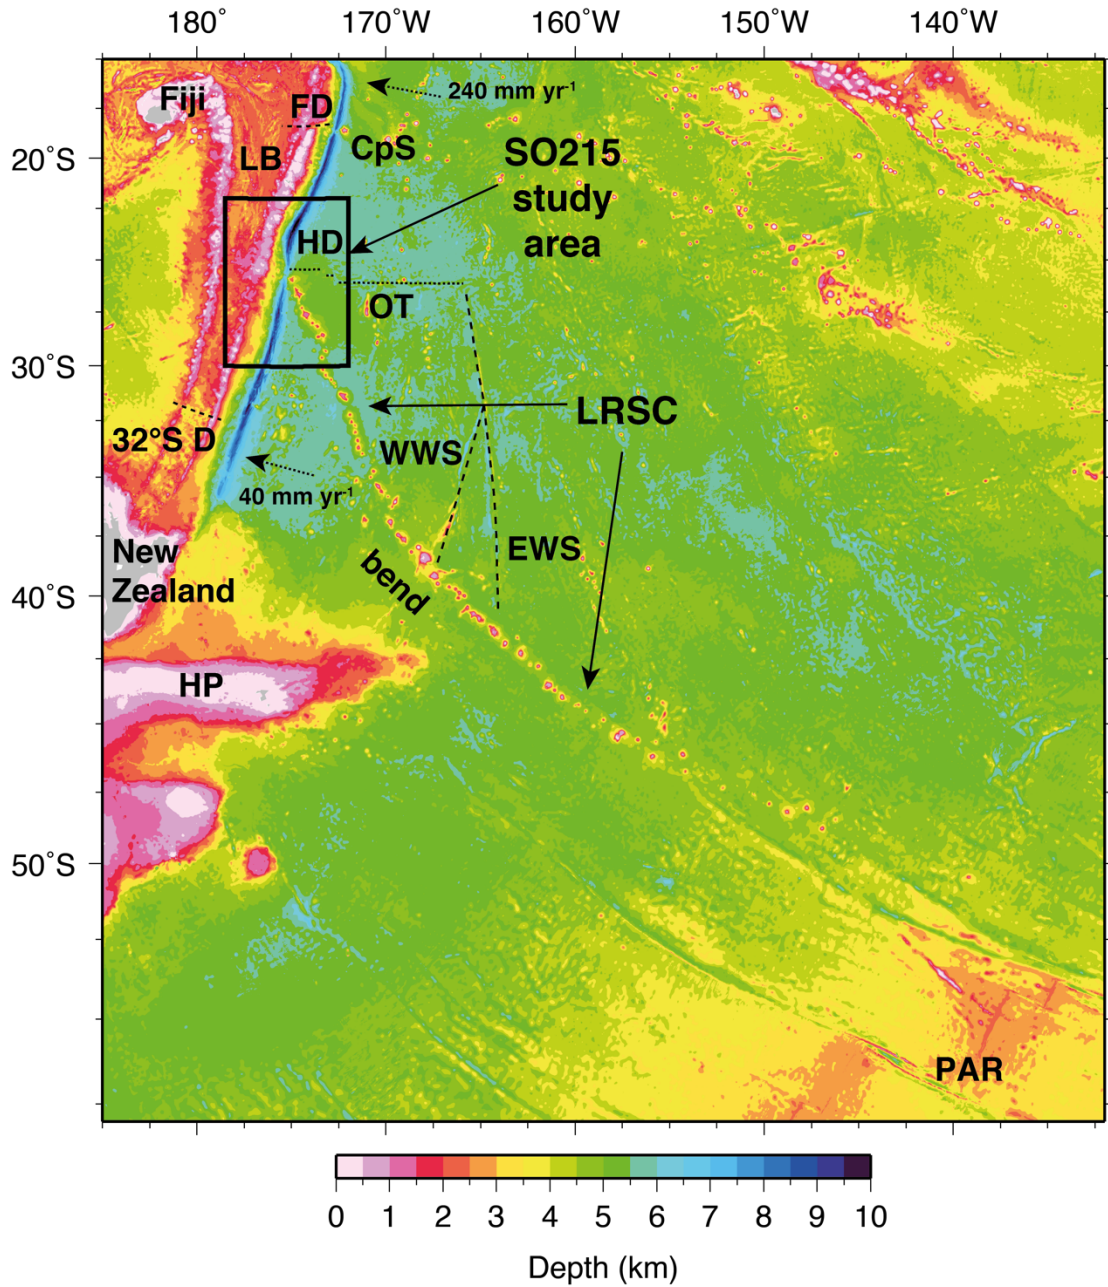 180˚ 170˚W 160˚W 150˚W 140˚W
240 mm yr-1
Fiji
FD
CpS
LB
SO215
study
area
20˚S
HD
OT
30˚S
LRSC
32°S D
WWS
40 mm yr-1
New
Zealand
EWS
bend
40˚S
HP
50˚S
PAR
0 1 2 3 4 5 6 7 8 9 10
Depth (km)